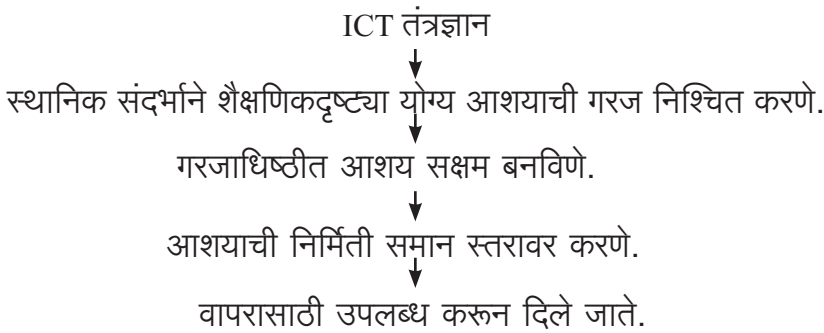 ICT तंत्रज्ञान
स्थानिक संदर्भाने शैक्षणिकदृष्ट्या योग्य आशयाची गरज निश्चित करणे.
गरजाधिष्ठीत आशय सक्षम बनविणे.
आशयाची निर्मिती समान स्तरावर करणे.
वापरासाठी उपलब्ध करून दिले जाते.